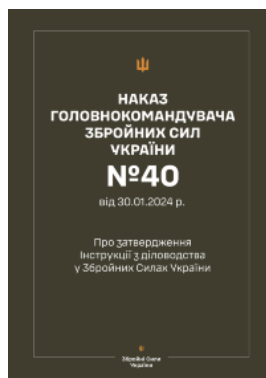 НАКАЗ
ГОЛОВНОКОМАНДУВАЧА
ЗБРОЙНИХ СИЛ
УКРАЇНИ
№40
від 30.01.2024 р.
Про затвердження
Інструкції з діловодства
у Збройних Силах України
Збройні Сили
України